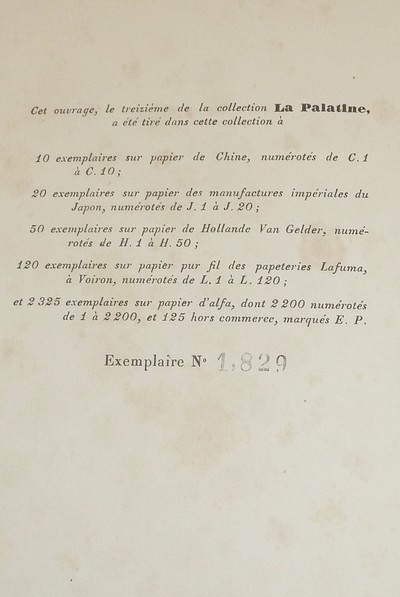 Cet ouvrage, le treizième de la collection La Palatine,
a été tiré dans cette collection à
10 exemplaires sur papier de Chine, numérotés de C. 1
à C. 10 ;
20 exemplaires sur papier des manufactures impériales du
Japon, numérotés de J. 1 à J. 20 ;
50 exemplaires sur papier de Hollande Van Gelder, numé-
rotés de H. 1 à H. 50 ;
120 exemplaires sur papier pur fil des papeteries Lafuma,
à Voiron, numérotés de L. 1 à L. 120 ;
et 2 325 exemplaires sur papier d'alfa, dont 2 200 numérotés
de 1 à 2 200, et 125 hors commerce, marqués E. P.
Exemplaire N° 1,829